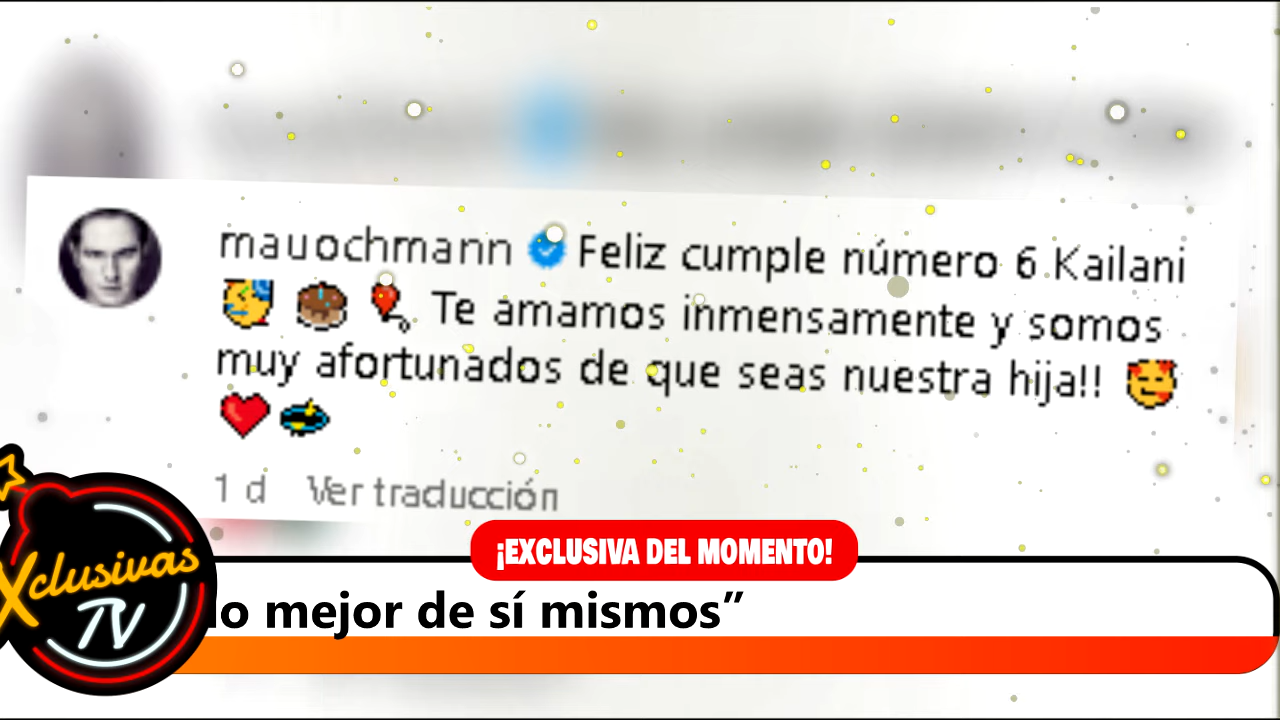 mauochmann Feliz cumple número 6 Kailani
🥳 🎂 🎈 Te amamos inmensamente y somos
muy afortunados de que seas nuestra hija!! 🥰
❤️
1 d Ver traducción
¡EXCLUSIVA DEL MOMENTO!
lo mejor de sí mismos”
Xclusivas
TV